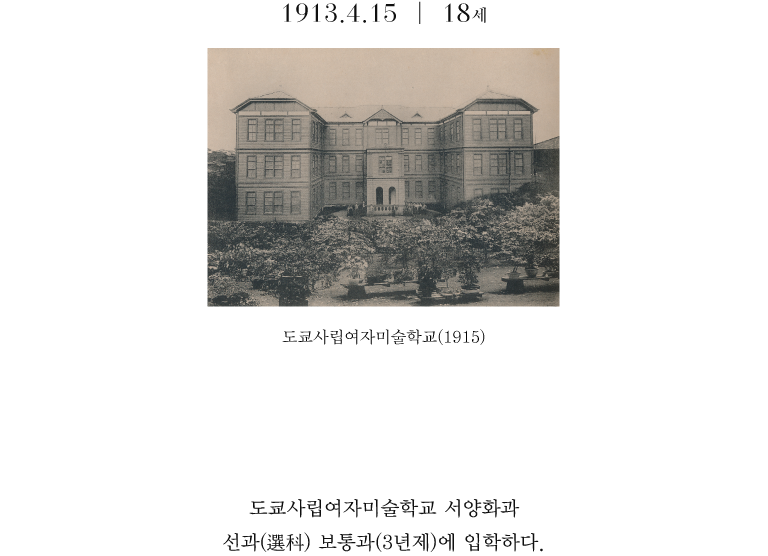 1913.4.15 | 18세
도쿄사립여자미술학교(1915)
도쿄사립여자미술학교 서양화과
선과(選科) 보통과(3년제)에 입학하다.